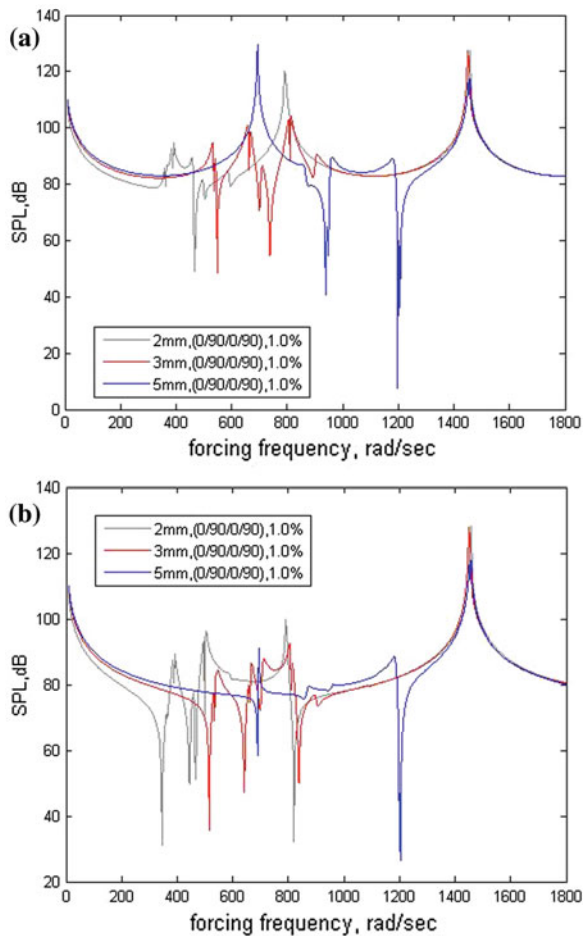 (a)
140
120
100
80
60
40
20
0
SPL,dB
2mm,(0/90/0/90),1.0%
3mm,(0/90/0/90),1.0%
5mm,(0/90/0/90),1.0%
0 200 400 600 800 1000 1200 1400 1600 1800
forcing frequency, rad/sec
(b)
140
120
100
80
60
40
20
SPL,dB
2mm,(0/90/0/90),1.0%
3mm,(0/90/0/90),1.0%
5mm,(0/90/0/90),1.0%
0 200 400 600 800 1000 1200 1400 1600 1800
forcing frequency, rad/sec